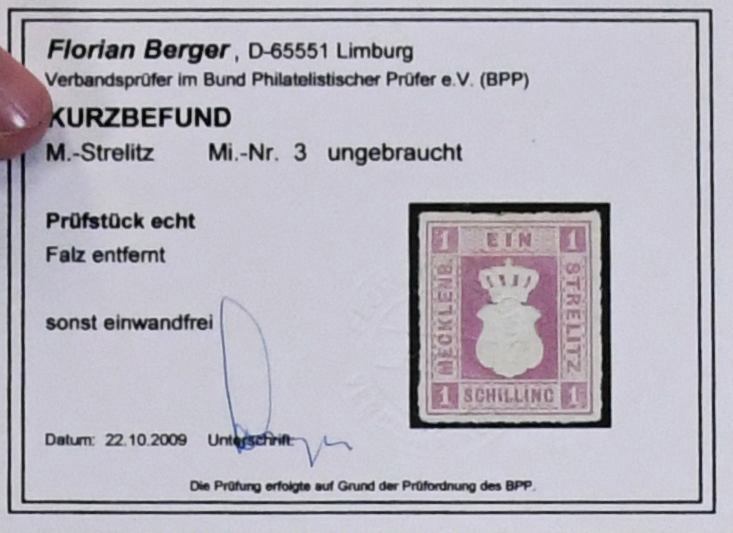 Florian Berger, D-65551 Limburg
Verbandsprüfer im Bund Philatelistischer Prüfer e.V. (BPP)
KURZBEFUND
M.-Strelitz Mi.-Nr. 3 ungebraucht
Prüfstück echt
Falz entfernt
sonst einwandfrei
1 EIN 1
MECKLENB.
STRELITZ
1 SCHILLING 1
Datum: 22.10.2009 Unterschrift:
Die Prüfung erfolgte auf Grund der Prüfordnung des BPP.